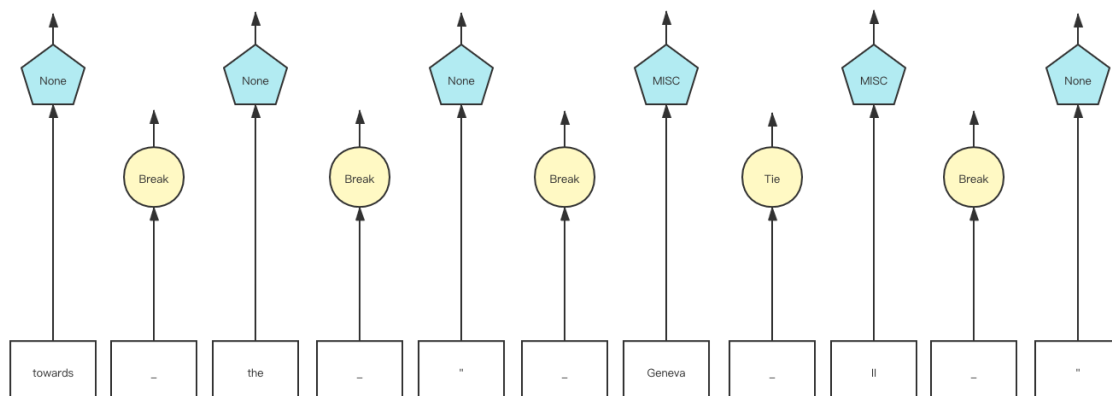 None None None MISC MISC None
Break Break Break Tie Break
towards _ the _ " _ Geneva _ II _ "